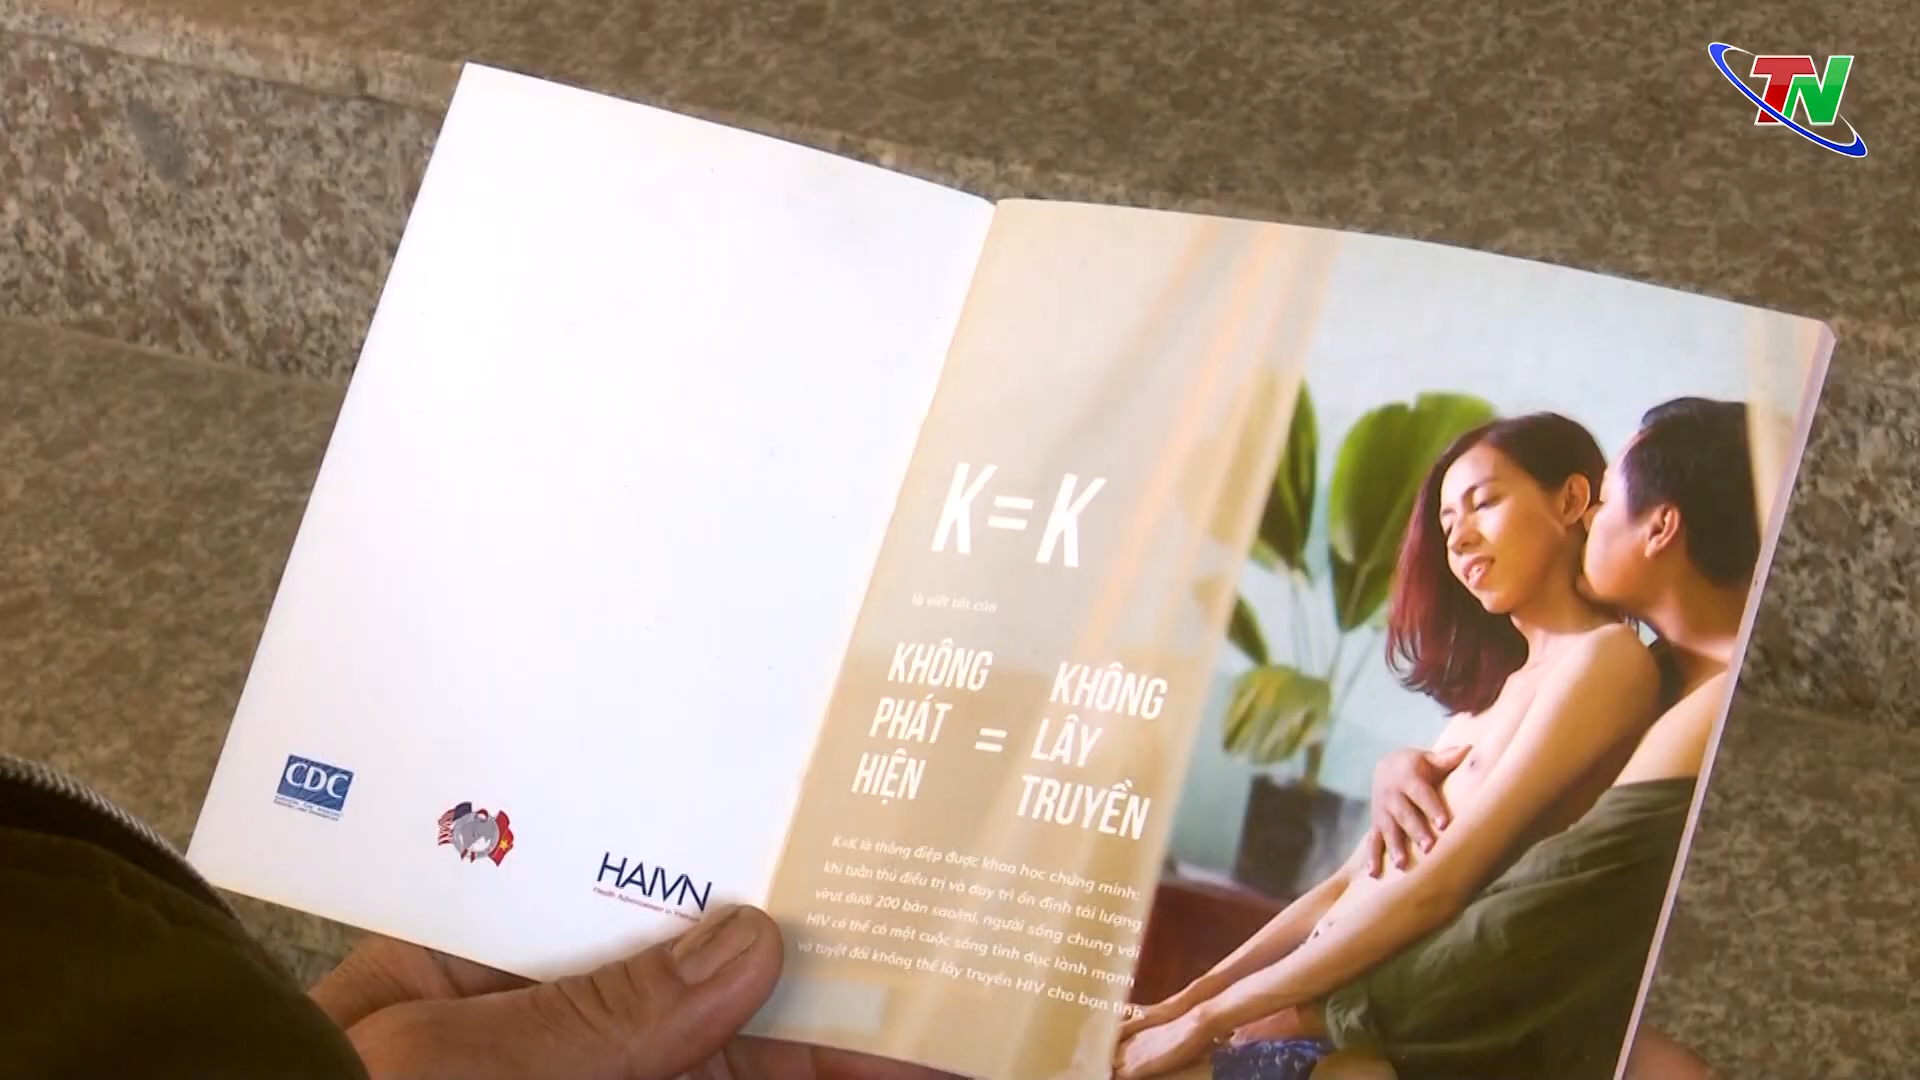 TN
CDC
HAIVN
K=K
là viết tắt của
KHÔNG PHÁT HIỆN = KHÔNG LÂY TRUYỀN
K=K là thông điệp được khoa học chứng minh:
khi tuân thủ điều trị và duy trì ổn định tải lượng
virut dưới 200 bản sao/ml, người sống chung với
HIV có thể có một cuộc sống tình dục lành mạnh
và tuyệt đối không thể lây truyền HIV cho bạn tình.